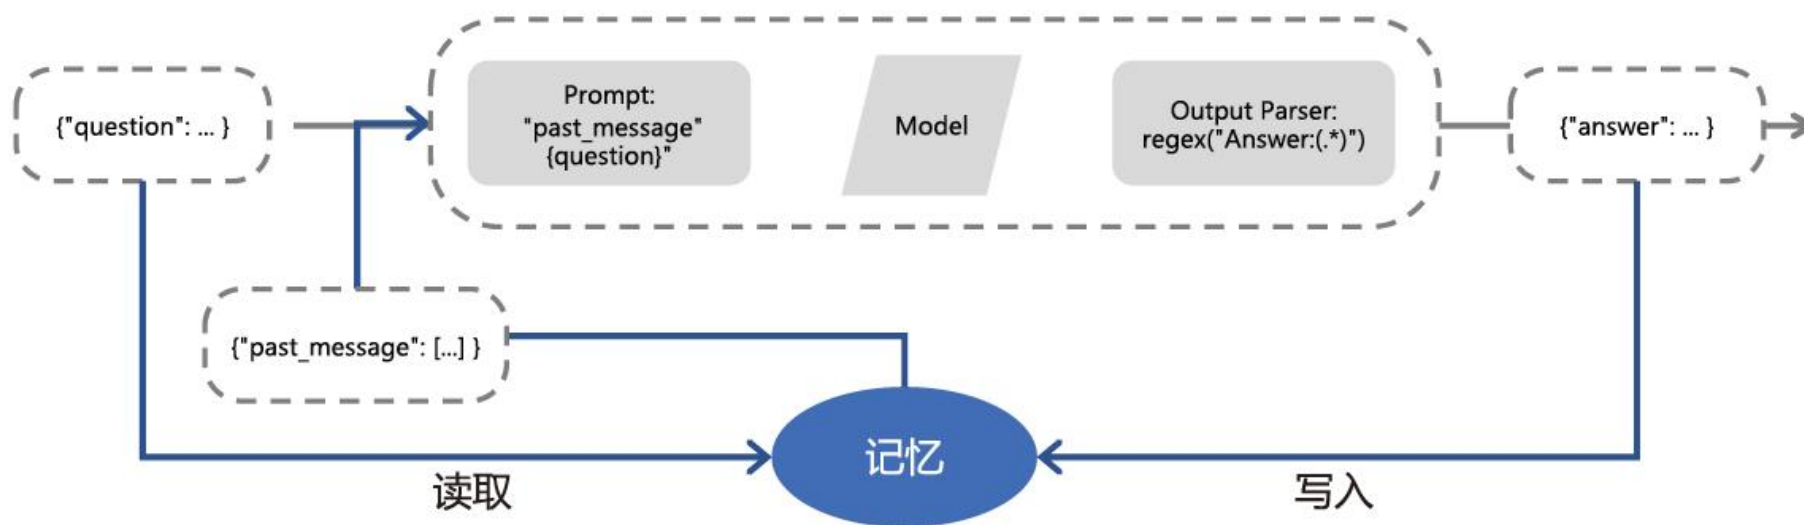 {"question": ... }
Prompt:
"past_message"
{question}"
Model
Output Parser:
regex("Answer:(.*)")
{"answer": ... }
{"past_message": [...] }
记忆
读取
写入